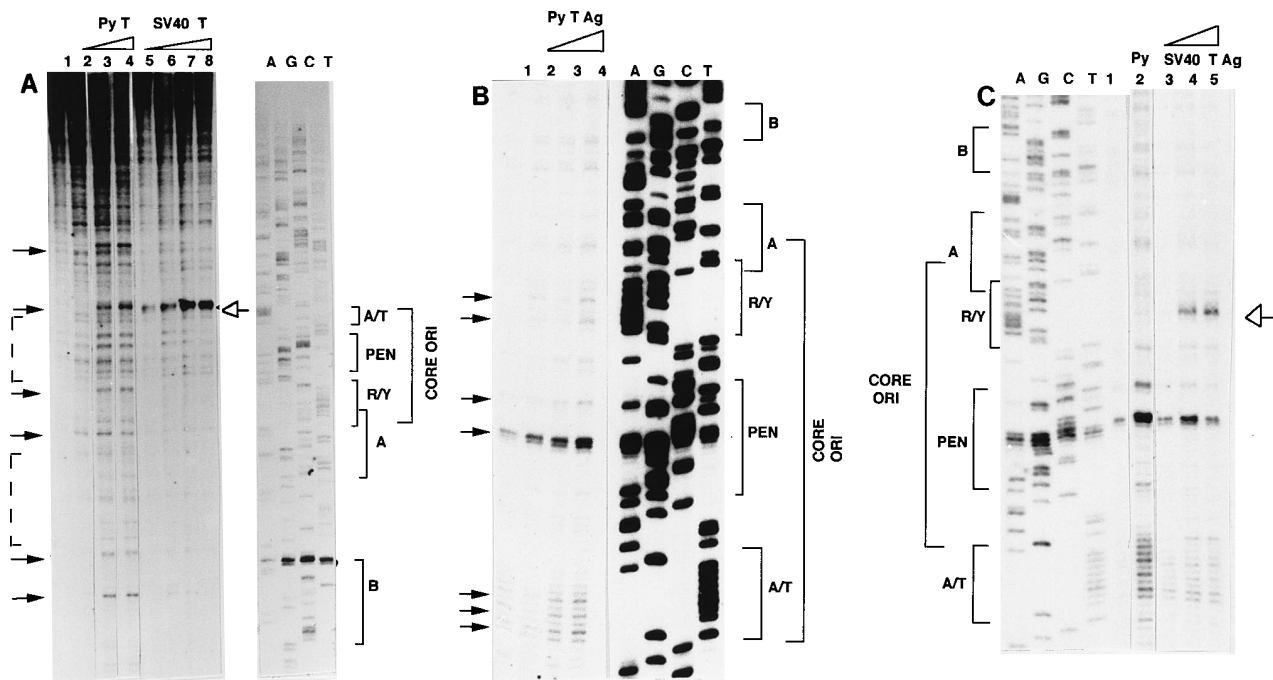 A
Py T SV40 T
1 2 3 4 5 6 7 8
A G C T
A/T
PEN
R/Y
A
CORE ORI
B
B
Py T Ag
1 2 3 4
A G C T
B
A
R/Y
PEN
A/T
CORE
ORI
C
Py SV40 T Ag
A G C T 1 2 3 4 5
B
A
R/Y
CORE
ORI
PEN
A/T